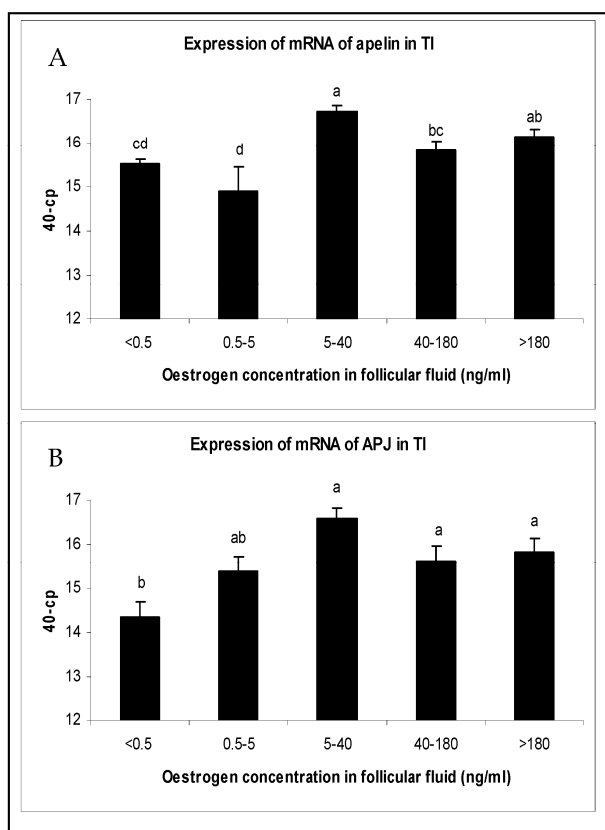 A
Expression of mRNA of apelin in TI
40-cp
17
16
15
14
13
12
cd
d
a
bc
ab
<0.5
0.5-5
5-40
40-180
>180
Oestrogen concentration in follicular fluid (ng/ml)
B
Expression of mRNA of APJ in TI
40-cp
17
16
15
14
13
12
b
ab
a
a
a
<0.5
0.5-5
5-40
40-180
>180
Oestrogen concentration in follicular fluid (ng/ml)